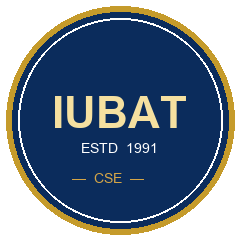 IUBAT
ESTD 1991
— CSE —